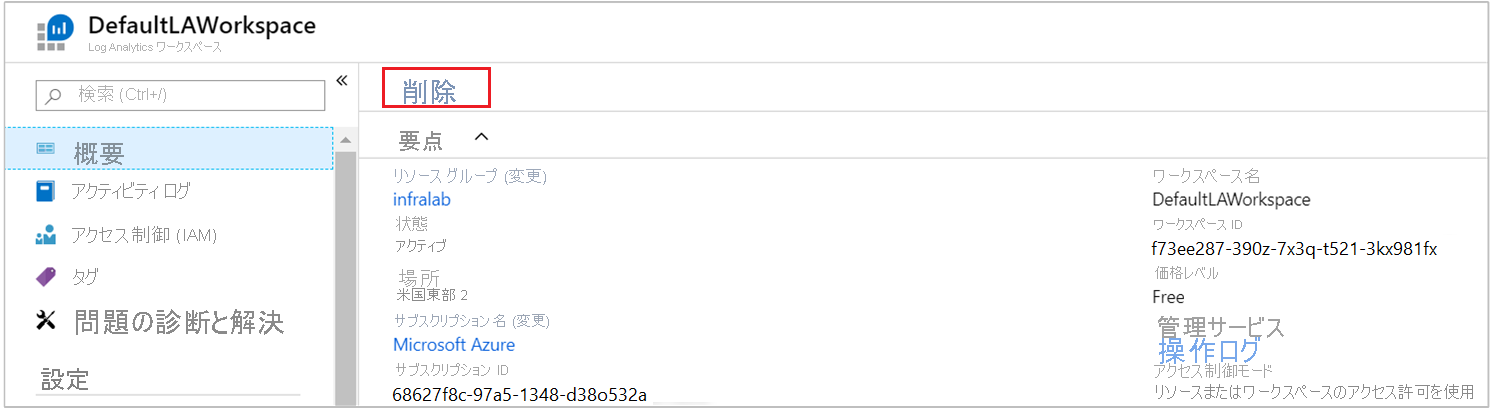 DefaultLAWorkspace
Log Analytics ワークスペース
検索 (Ctrl+/)
概要
アクティビティ ログ
アクセス制御 (IAM)
タグ
問題の診断と解決
設定
削除
要点
リソース グループ (変更)
infralab
状態
アクティブ
場所
米国東部 2
サブスクリプション名 (変更)
Microsoft Azure
サブスクリプション ID
68627f8c-97a5-1348-d38o532a
ワークスペース名
DefaultLAWorkspace
ワークスペース ID
f73ee287-390z-7x3q-t521-3kx981fx
価格レベル
Free
管理サービス
操作ログ
アクセス制御モード
リソースまたはワークスペースのアクセス許可を使用